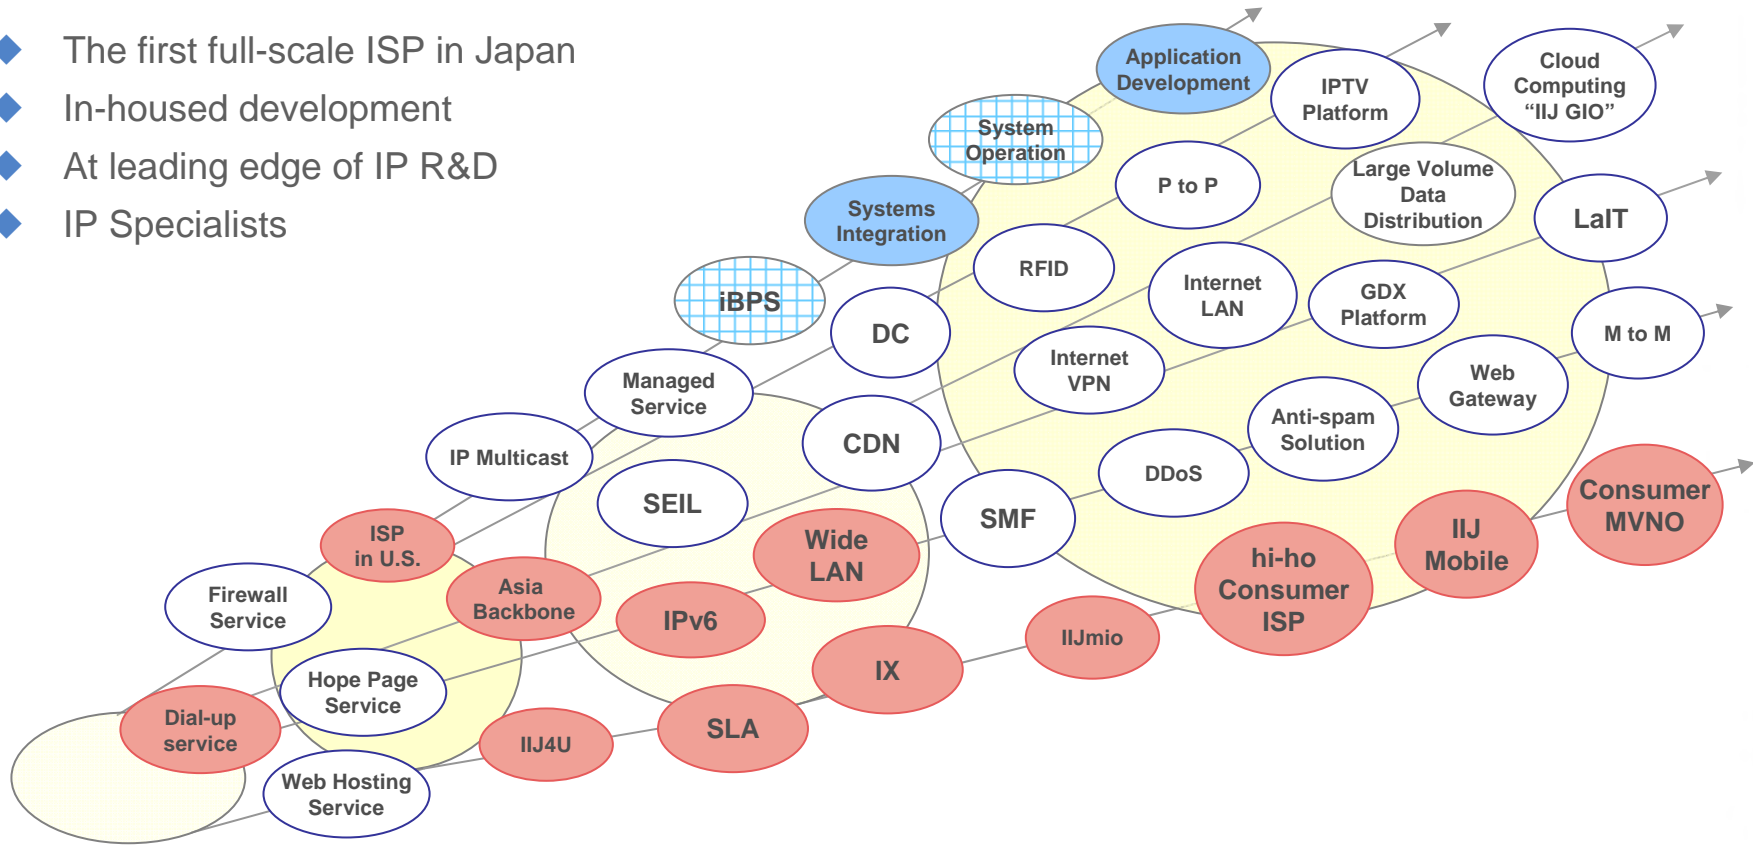 The first full-scale ISP in Japan
In-housed development
At leading edge of IP R&D
IP Specialists
Application
Development
IPTV
Platform
Cloud
Computing
“IIJ GIO”
System
Operation
P to P
Large Volume
Data
Distribution
LaIT
Systems
Integration
RFID
Internet
LAN
GDX
Platform
M to M
iBPS
DC
Internet
VPN
Web
Gateway
Managed
Service
CDN
Anti-spam
Solution
IP Multicast
SEIL
SMF
DDoS
Consumer
MVNO
ISP
in U.S.
Wide
LAN
IIJ
Mobile
Firewall
Service
Asia
Backbone
IPv6
hi-ho
Consumer
ISP
IIJmio
Hope Page
Service
IX
Dial-up
service
IIJ4U
SLA
Web Hosting
Service